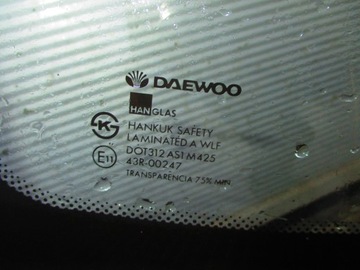 DAEWOO
HANGLAS
HANKUK SAFETY
LAMINATED A WLF
DOT312 AS1 M425
E11 43R-00247
TRANSPARENCIA 75% MIN